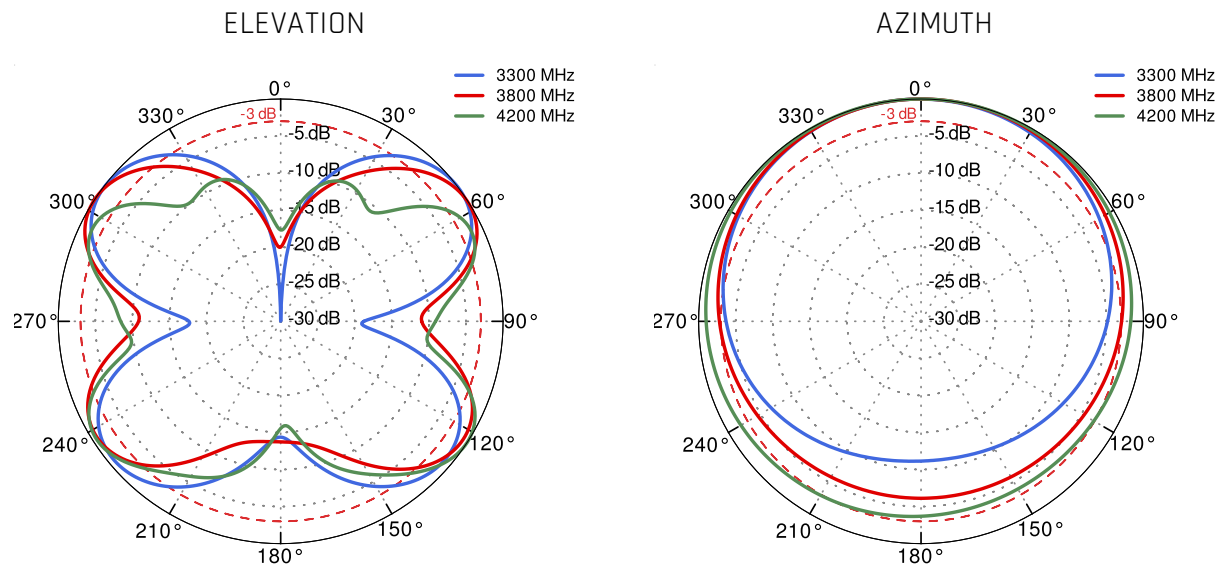 ELEVATION
3300 MHz
3800 MHz
4200 MHz
0°
330°
-3 dB
30°
-5 dB
-10 dB
300°
-15 dB
60°
-20 dB
-25 dB
270°
-30 dB
90°
240°
120°
210°
150°
180°
AZIMUTH
3300 MHz
3800 MHz
4200 MHz
0°
330°
-3 dB
30°
-5 dB
-10 dB
300°
-15 dB
60°
-20 dB
-25 dB
270°
-30 dB
90°
240°
120°
210°
150°
180°